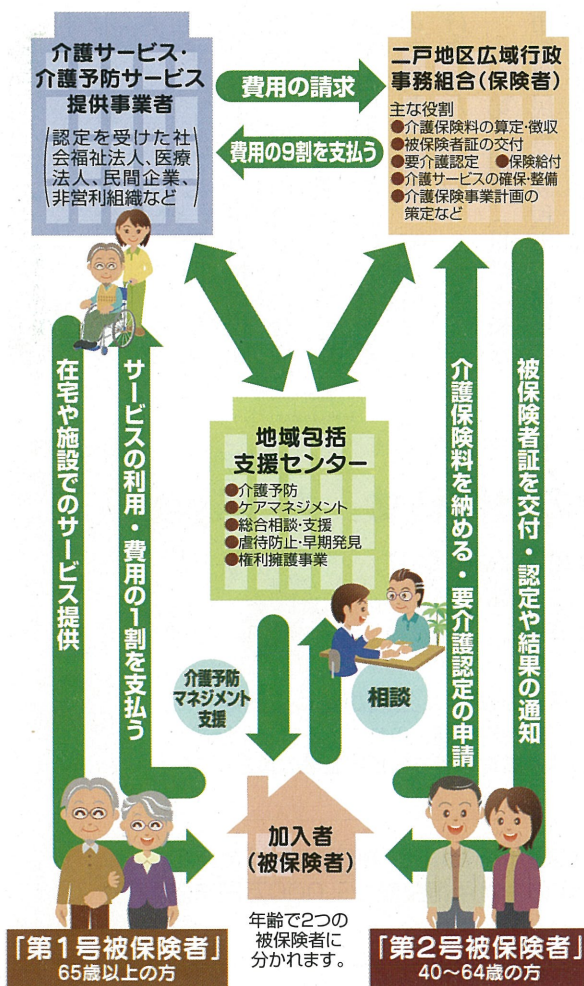 介護サービス・
介護予防サービス
提供事業者
(認定を受けた社
会福祉法人、医療
法人、民間企業、
非営利組織など)
費用の請求
費用の9割を支払う
二戸地区広域行政
事務組合(保険者)
主な役割
●介護保険料の算定・徴収
●被保険者証の交付
●要介護認定 ●保険給付
●介護サービスの確保・整備
●介護保険事業計画の
策定など
在宅や施設でのサービス提供
サービスの利用・費用の1割を支払う
地域包括
支援センター
●介護予防
●ケアマネジメント
●総合相談・支援
●虐待防止・早期発見
●権利擁護事業
介護保険料を納める・要介護認定の申請
被保険者証を交付・認定や結果の通知
介護予防
マネジメント
支援
相談
加入者
(被保険者)
年齢で2つの
被保険者に
分かれます。
「第1号被保険者」
65歳以上の方
「第2号被保険者」
40〜64歳の方